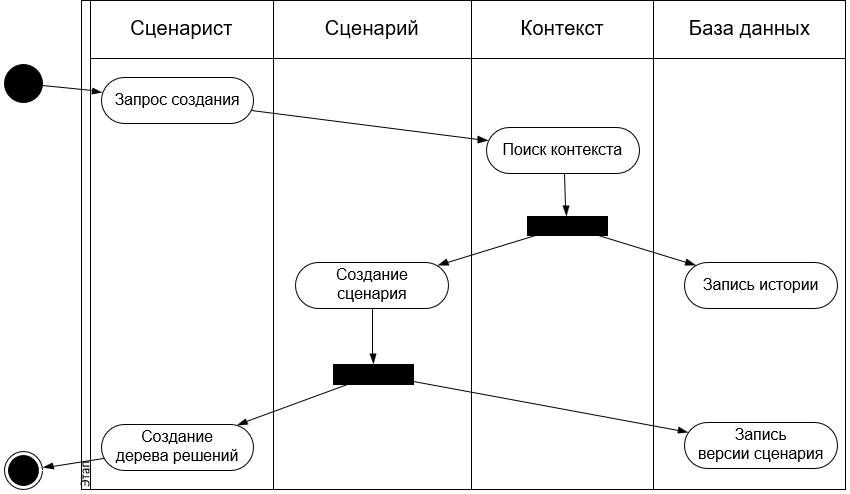 Сценарист
Сценарий
Контекст
База данных
Запрос создания
Поиск контекста
Создание
сценария
Запись истории
Создание
дерева решений
Запись
версии сценария
Этап